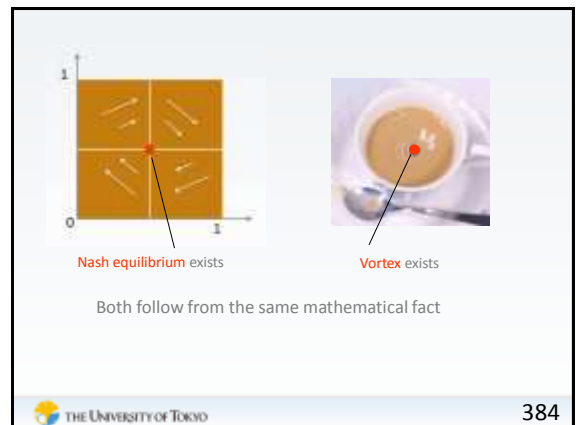 1
0
1
Nash equilibrium exists
Vortex exists
Both follow from the same mathematical fact
THE UNIVERSITY OF TOKYO
384